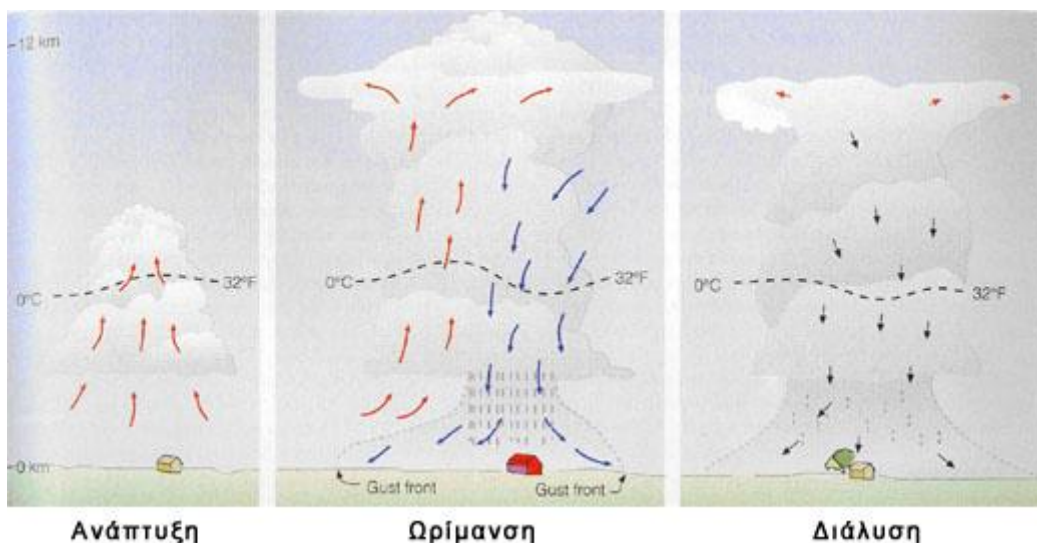 12 km
0°C
32°F
0 km
0°C
32°F
Gust front
Gust front
0°C
32°F
Ανάπτυξη
Ωρίμανση
Διάλυση